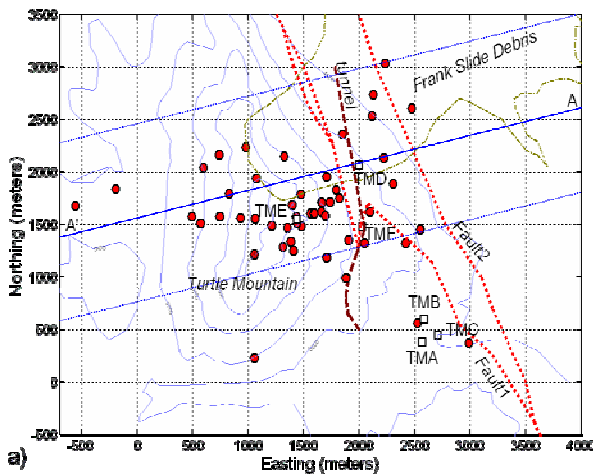 3500
3000
2500
2000
1500
1000
500
0
-500
Northing (meters)
-500
0
500
1000
1500
2000
2500
3000
3500
4000
Easting (meters)
a)
Frank Slide Debris
tunnel
A
A'
TMD
TME
TMF
Fault2
Turtle Mountain
TMB
TMC
TMA
Fault1